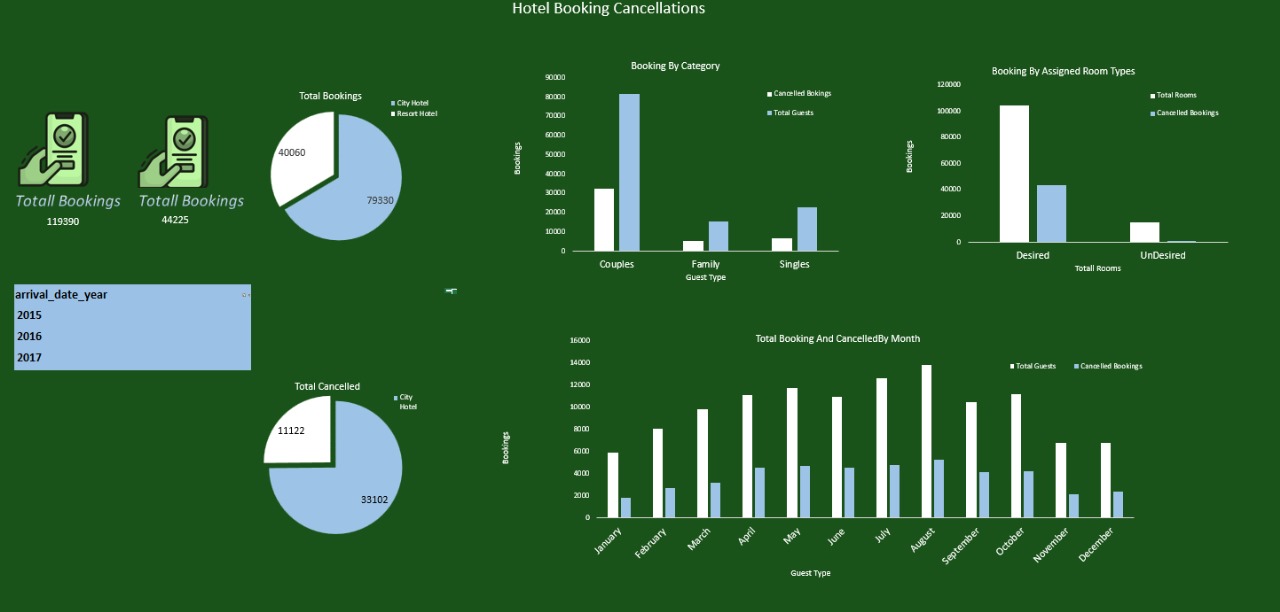 Hotel Booking Cancellations
Totall Bookings
119390
Totall Bookings
44225
Total Bookings
City Hotel
Resort Hotel
40060
79330
Booking By Category
Cancelled Bokings
Total Guests
Bookings
90000
80000
70000
60000
50000
40000
30000
20000
10000
0
Couples
Family
Singles
Guest Type
Booking By Assigned Room Types
Total Rooms
Cancelled Bookings
Bookings
120000
100000
80000
60000
40000
20000
0
Desired
UnDesired
Totall Rooms
arrival_date_year
2015
2016
2017
Total Cancelled
City
Hotel
11122
33102
Total Booking And CancelledBy Month
Total Guests
Cancelled Bookings
Bookings
16000
14000
12000
10000
8000
6000
4000
2000
0
January
February
March
April
May
June
July
August
September
October
November
December
Guest Type